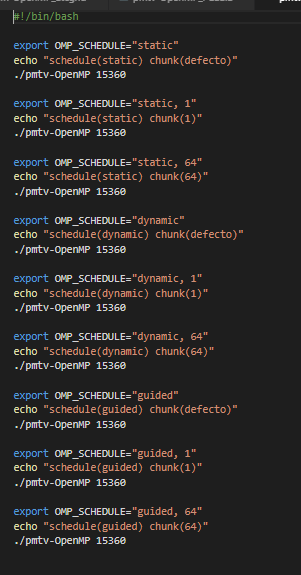 #!/bin/bash
export OMP_SCHEDULE="static"
echo "schedule(static) chunk(defecto)"
./pmtv-OpenMP 15360
export OMP_SCHEDULE="static, 1"
echo "schedule(static) chunk(1)"
./pmtv-OpenMP 15360
export OMP_SCHEDULE="static, 64"
echo "schedule(static) chunk(64)"
./pmtv-OpenMP 15360
export OMP_SCHEDULE="dynamic"
echo "schedule(dynamic) chunk(defecto)"
./pmtv-OpenMP 15360
export OMP_SCHEDULE="dynamic, 1"
echo "schedule(dynamic) chunk(1)"
./pmtv-OpenMP 15360
export OMP_SCHEDULE="dynamic, 64"
echo "schedule(dynamic) chunk(64)"
./pmtv-OpenMP 15360
export OMP_SCHEDULE="guided"
echo "schedule(guided) chunk(defecto)"
./pmtv-OpenMP 15360
export OMP_SCHEDULE="guided, 1"
echo "schedule(guided) chunk(1)"
./pmtv-OpenMP 15360
export OMP_SCHEDULE="guided, 64"
echo "schedule(guided) chunk(64)"
./pmtv-OpenMP 15360